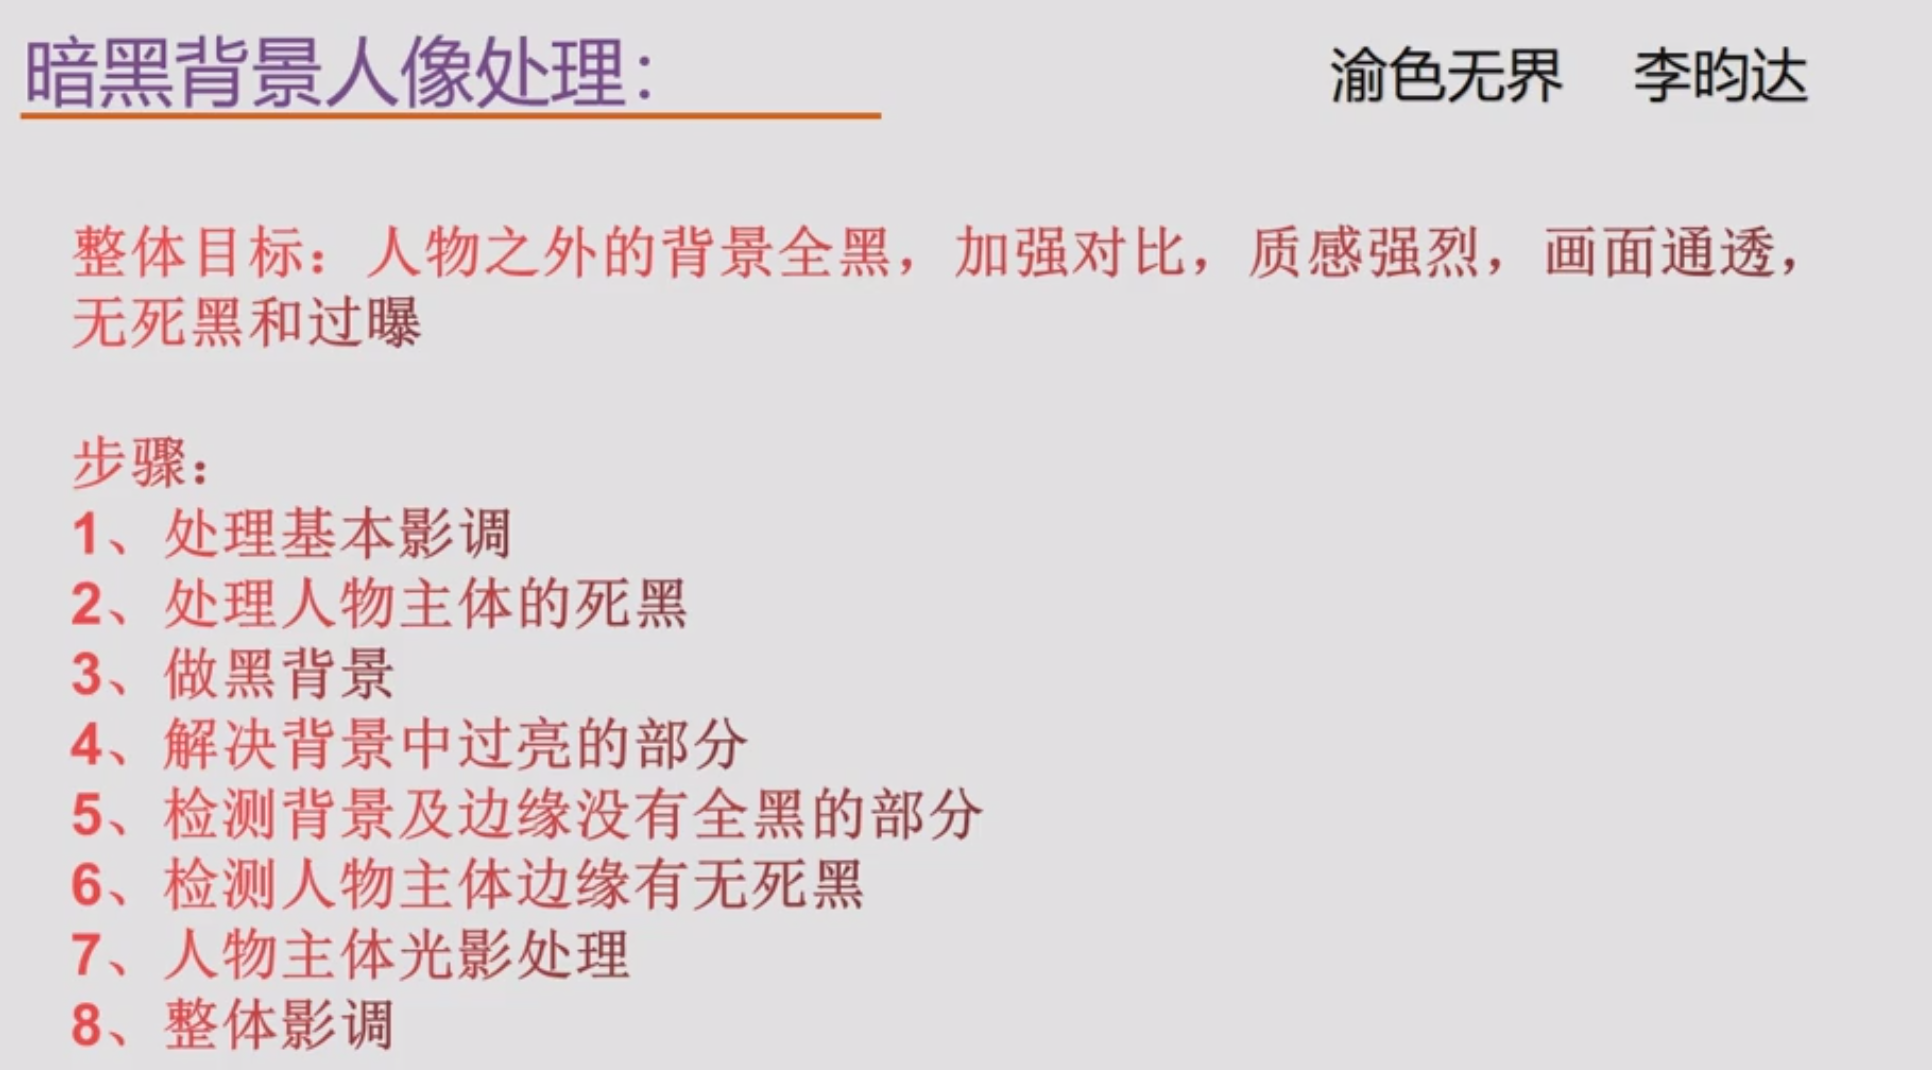 暗黑背景人像处理：
渝色无界 李昀达
整体目标：人物之外的背景全黑，加强对比，质感强烈，画面通透，
无死黑和过曝
步骤：
1、处理基本影调
2、处理人物主体的死黑
3、做黑背景
4、解决背景中过亮的部分
5、检测背景及边缘没有全黑的部分
6、检测人物主体边缘有无死黑
7、人物主体光影处理
8、整体影调